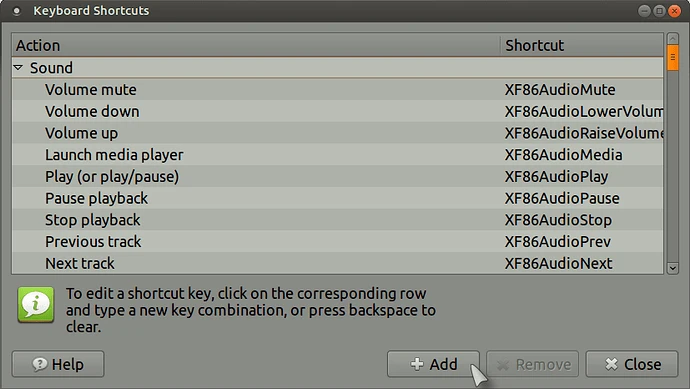 Keyboard Shortcuts
Action Shortcut
Sound
Volume mute XF86AudioMute
Volume down XF86AudioLowerVolum
Volume up XF86AudioRaiseVolume
Launch media player XF86AudioMedia
Play (or play/pause) XF86AudioPlay
Pause playback XF86AudioPause
Stop playback XF86AudioStop
Previous track XF86AudioPrev
Next track XF86AudioNext
To edit a shortcut key, click on the corresponding row
and type a new key combination, or press backspace to
clear.
Help Add Remove Close